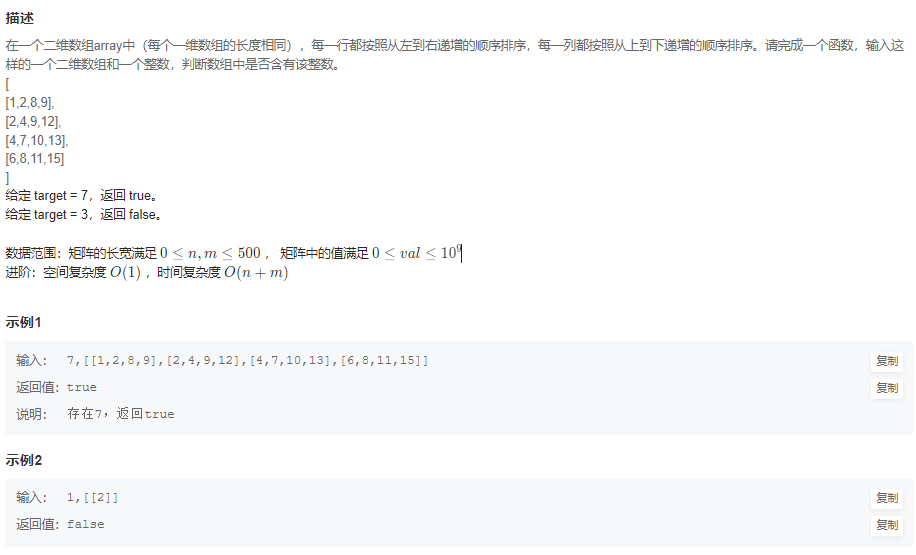 描述
在一个二维数组array中（每个一维数组的长度相同），每一行都按照从左到右递增的顺序排序，每一列都按照从上到下递增的顺序排序。请完成一个函数，输入这
样的一个二维数组和一个整数，判断数组中是否含有该整数。
[
[1,2,8,9],
[2,4,9,12],
[4,7,10,13],
[6,8,11,15]
]
给定 target = 7，返回 true。
给定 target = 3，返回 false。
数据范围：矩阵的长宽满足 0 ≤ n, m ≤ 500 ， 矩阵中的值满足 0 ≤ val ≤ 10⁹
进阶：空间复杂度 O(1) ，时间复杂度 O(n + m)
示例1
输入： 7,[[1,2,8,9],[2,4,9,12],[4,7,10,13],[6,8,11,15]] 复制
返回值：true 复制
说明： 存在7，返回true
示例2
输入： 1,[[2]] 复制
返回值：false 复制